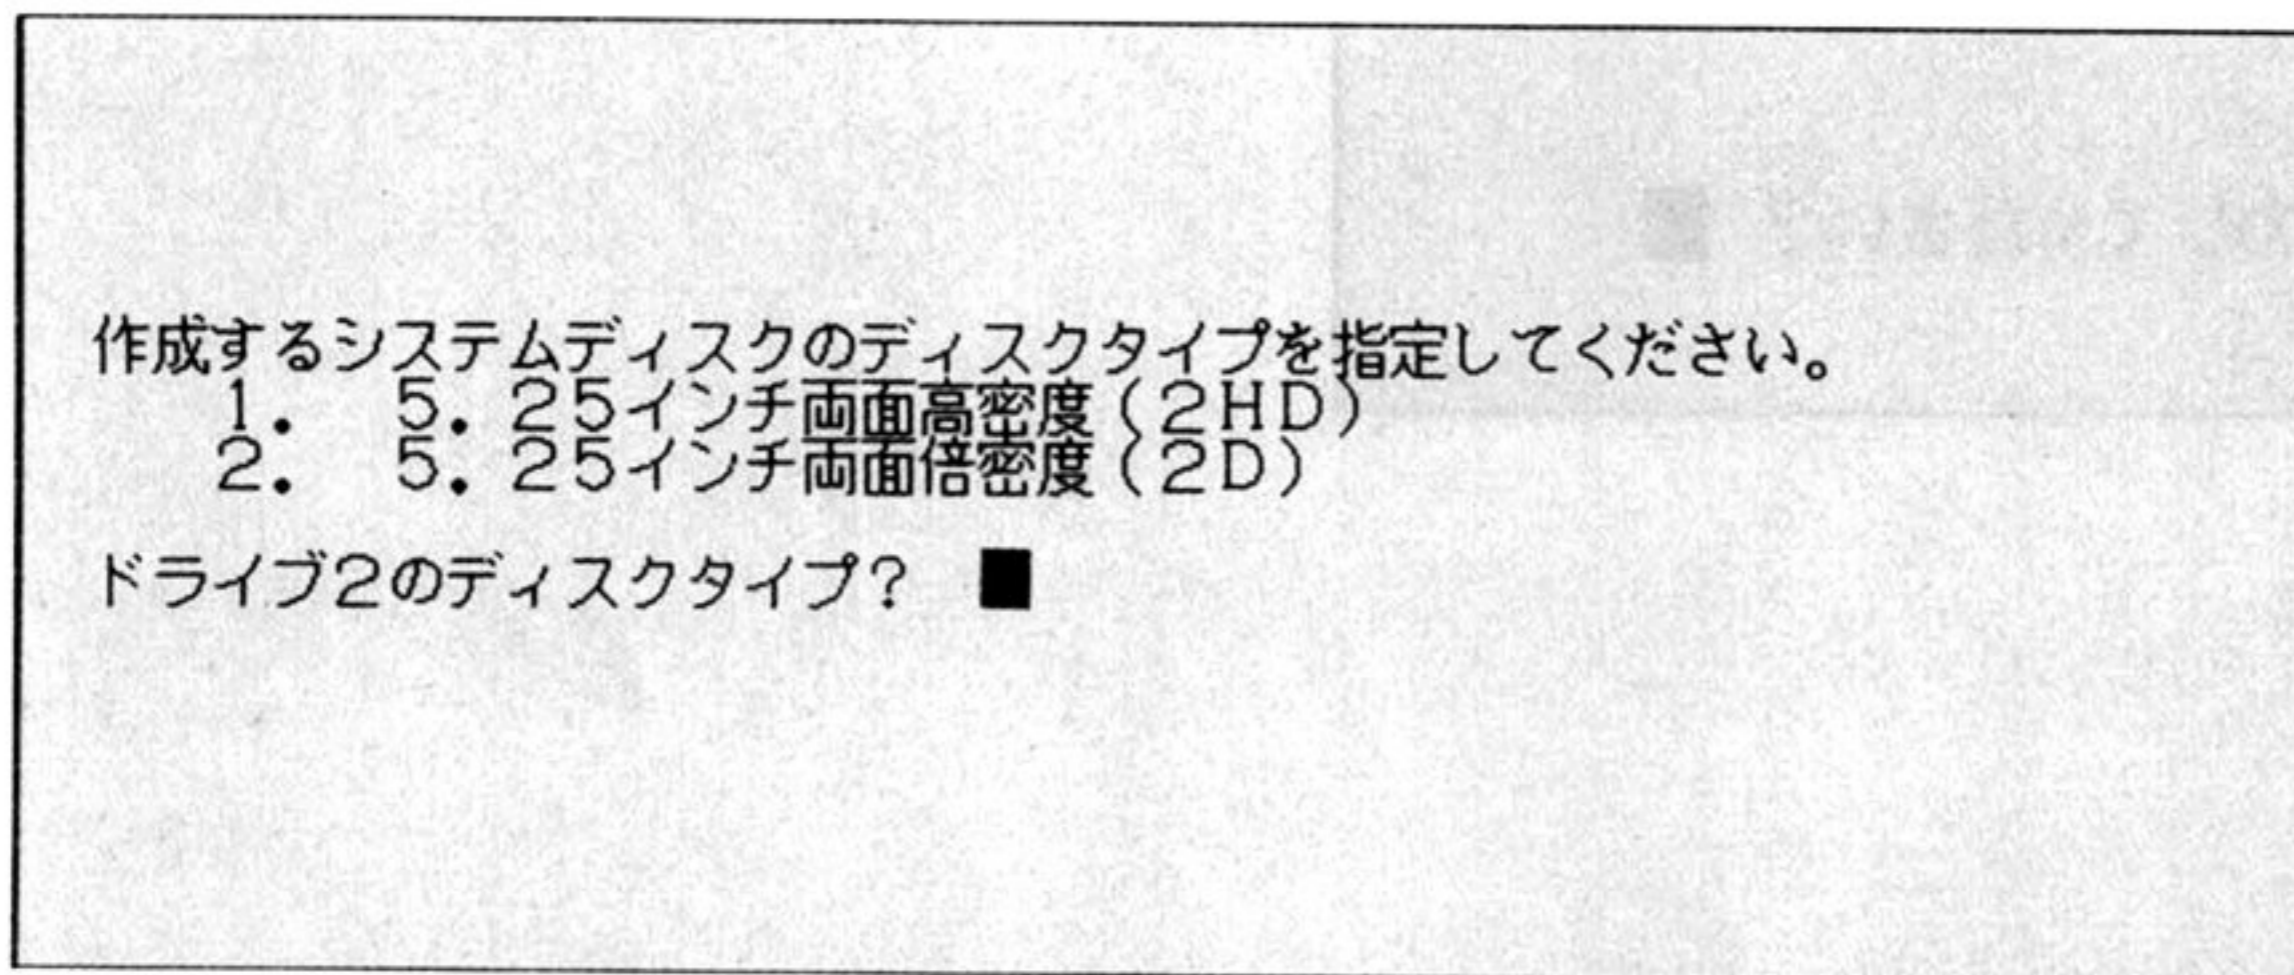 作成するシステムディスクのディスクタイプを指定してください。
1. 5.25インチ両面高密度(2HD)
2. 5.25インチ両面倍密度(2D)
ドライブ2のディスクタイプ? ■